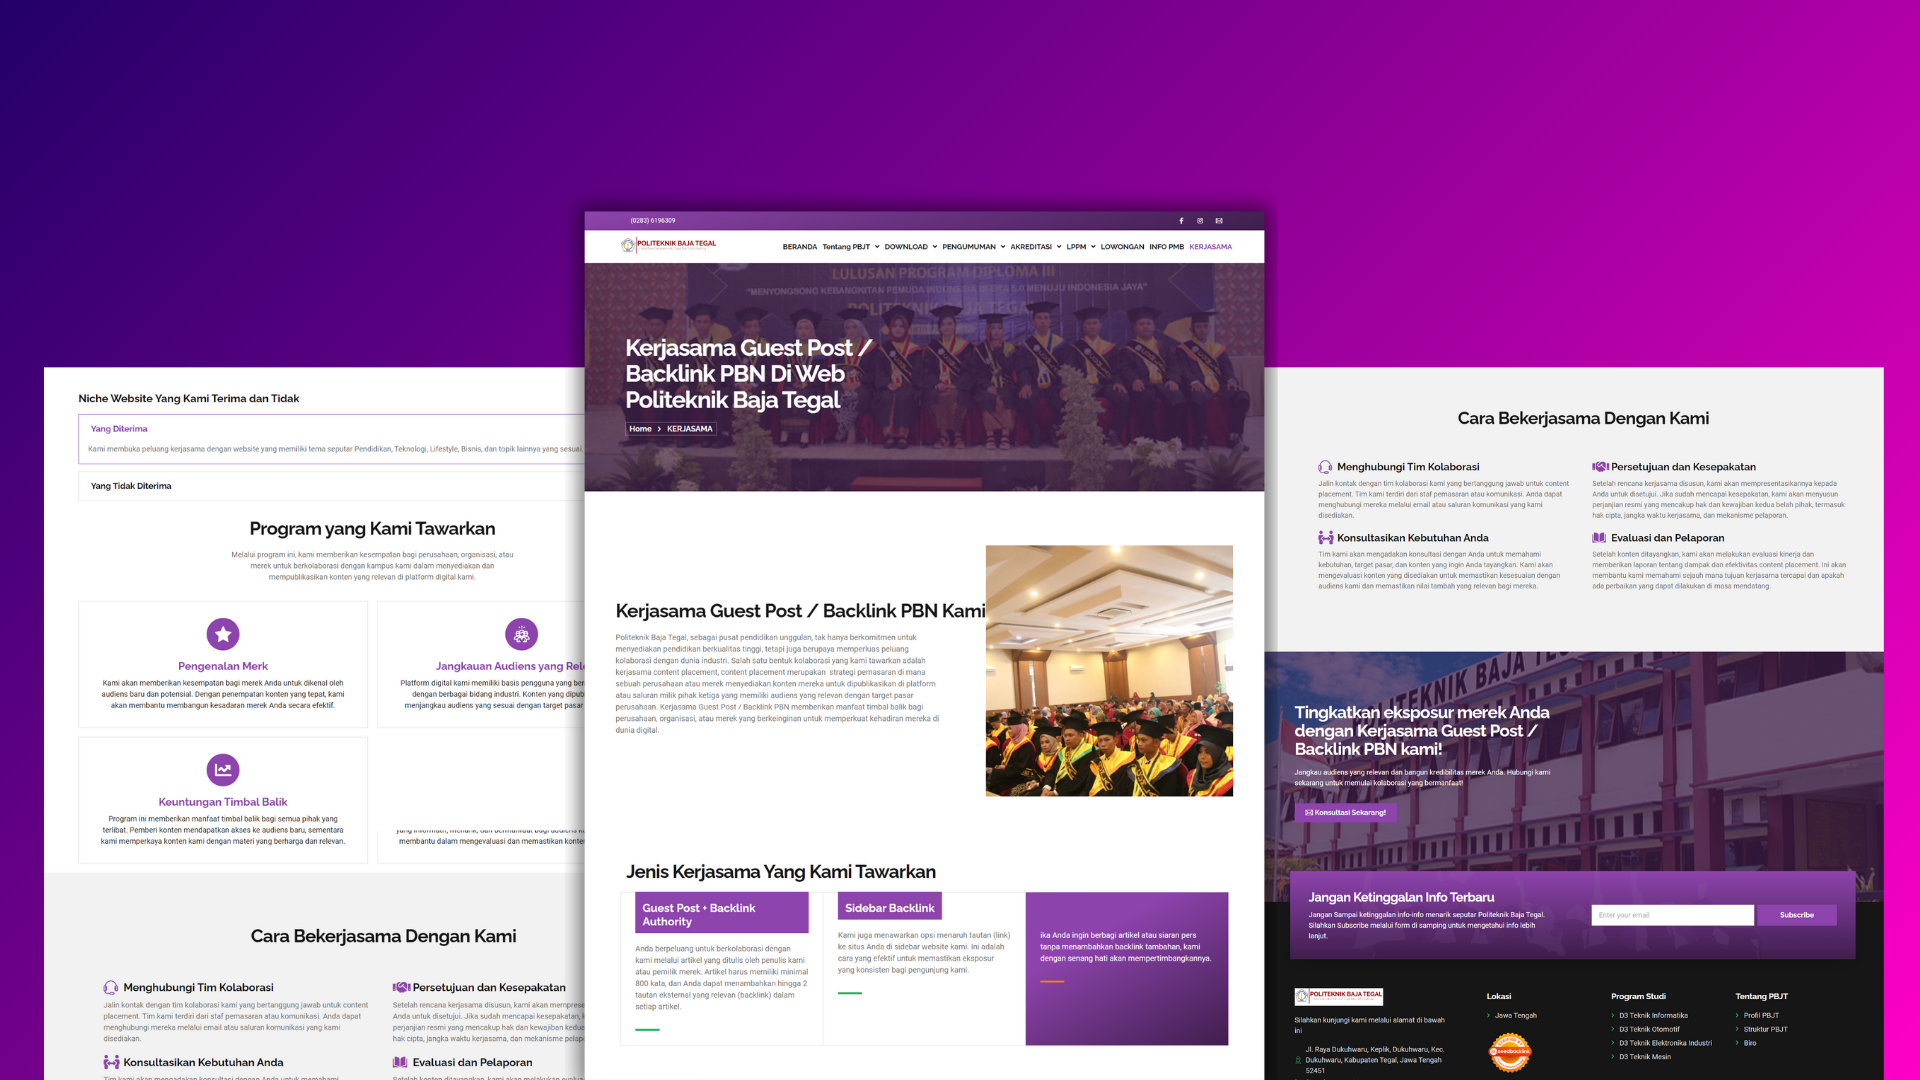 Niche Website Yang Kami Terima dan Tidak
Yang Diterima
Kami membuka peluang kerjasama dengan website yang memiliki tema seputar Pendidikan, Teknologi, Lifestyle, Bisnis, dan topik lainnya yang sesuai.
Yang Tidak Diterima
Program yang Kami Tawarkan
Melalui program ini, kami memberikan kesempatan bagi perusahaan, organisasi, atau
merek untuk berkolaborasi dengan kampus kami dalam menyediakan dan
mempublikasikan konten yang relevan di platform digital kami.
Pengenalan Merk
Kami akan memberikan kesempatan bagi merek Anda untuk dikenal oleh
audiens baru dan potensial. Dengan penempatan konten yang tepat, kami
akan membantu membangun kesadaran merek Anda secara efektif.
Jangkauan Audiens yang Rel
Platform digital kami memiliki basis pengguna yang
dengan berbagai bidang industri. Konten yang
menjangkau audiens yang sesuai dengan target pasar
Keuntungan Timbal Balik
Program ini memberikan manfaat timbal balik bagi semua pihak yang
terlibat. Pemberi konten mendapatkan akses ke audiens baru, sementara
kami memperkaya konten kami dengan materi yang berharga dan relevan.
membantu dalam mengevaluasi dan memastikan
Cara Bekerjasama Dengan Kami
Menghubungi Tim Kolaborasi
Jalin kontak dengan tim kolaborasi kami yang bertanggung jawab untuk content
placement. Tim kami terdiri dari staf pemasaran atau komunikasi. Anda dapat
menghubungi mereka melalui email atau saluran komunikasi yang kami
disediakan.
Persetujuan dan Kesepakatan
Setelah rencana kerjasama disusun, kami akan
Anda untuk disetujui. Jika sudah mencapai kesepakatan,
perjanjian resmi yang mencakup hak dan kewajiban
hak cipta, jangka waktu kerjasama, dan mekanisme
Konsultasikan Kebutuhan Anda
Tim kami akan mengadakan konsultasi dengan Anda untuk memahami
Evaluasi dan Pelaporan
Setelah konten ditayangkan, kami akan melakukan
(0283) 6196309
POLITEKNIK BAJA TEGAL
BERANDA Tentang PBJT DOWNLOAD PENGUMUMAN AKREDITASI LPPM LOWONGAN INFO PMB KERJASAMA
LULUSAN PROGRAM DIPLOMA III
"MENYONGSONG KEBANGKITAN PEMUDA INDONESIA MENUJU INDONESIA JAYA"
POLITEKNIK BAJA TEGAL
Kerjasama Guest Post /
Backlink PBN Di Web
Politeknik Baja Tegal
Home > KERJASAMA
Kerjasama Guest Post / Backlink PBN Kami
Politeknik Baja Tegal, sebagai pusat pendidikan unggulan, tak hanya berkomitmen untuk
menyediakan pendidikan berkualitas tinggi, tetapi juga berupaya memperluas peluang
kolaborasi dengan dunia industri. Salah satu bentuk kolaborasi yang kami tawarkan adalah
kerjasama content placement, content placement merupakan strategi pemasaran di mana
sebuah perusahaan atau merek menyediakan konten mereka untuk dipublikasikan di platform
atau saluran milik pihak ketiga yang memiliki audiens yang relevan dengan target pasar
perusahaan. Kerjasama Guest Post / Backlink PBN memberikan manfaat timbal balik bagi
perusahaan, organisasi, atau merek yang berkeinginan untuk memperkuat kehadiran mereka di
dunia digital.
Jenis Kerjasama Yang Kami Tawarkan
Guest Post + Backlink
Authority
Anda berpeluang untuk berkolaborasi dengan
kami melalui artikel yang ditulis oleh penulis kami
atau pemilik merek. Artikel harus memiliki minimal
800 kata, dan Anda dapat menambahkan hingga 2
tautan eksternal yang relevan (backlink) dalam
setiap artikel.
Sidebar Backlink
Kami juga menawarkan opsi menaruh tautan (link)
ke situs Anda di sidebar website kami. Ini adalah
cara yang efektif untuk memastikan eksposur
yang konsisten bagi pengunjung kami.
ika Anda ingin berbagi artikel atau siaran pers
tanpa menambahkan backlink tambahan, kami
dengan senang hati akan mempertimbangkannya.
Cara Bekerjasama Dengan Kami
Menghubungi Tim Kolaborasi
Jalin kontak dengan tim kolaborasi kami yang bertanggung jawab untuk content
placement. Tim kami terdiri dari staf pemasaran atau komunikasi. Anda dapat
menghubungi mereka melalui email atau saluran komunikasi yang kami
disediakan.
Persetujuan dan Kesepakatan
Setelah rencana kerjasama disusun, kami akan mempresentasikannya kepada
Anda untuk disetujui. Jika sudah mencapai kesepakatan, kami akan menyusun
perjanjian resmi yang mencakup hak dan kewajiban kedua belah pihak, termasuk
hak cipta, jangka waktu kerjasama, dan mekanisme pelaporan.
Konsultasikan Kebutuhan Anda
Tim kami akan mengadakan konsultasi dengan Anda untuk memahami
kebutuhan, target pasar, dan konten yang ingin Anda tayangkan. Kami akan
mengevaluasi konten yang disediakan untuk memastikan kesesuaian dengan
audiens kami dan memastikan nilai tambah yang relevan bagi mereka.
Evaluasi dan Pelaporan
Setelah konten ditayangkan, kami akan melakukan evaluasi kinerja dan
memberikan laporan tentang dampak dan efektivitas content placement. Ini akan
membantu kami memahami sejauh mana tujuan kerjasama tercapai dan apakah
ada perbaikan yang dapat dilakukan di masa mendatang.
POLITEKNIK BAJA TEGAL
Tingkatkan eksposur merek Anda
dengan Kerjasama Guest Post /
Backlink PBN kami!
Jangkau audiens yang relevan dan bangun kredibilitas merek Anda. Hubungi kami
sekarang untuk memulai kolaborasi yang bermanfaat!
Konsultasi Sekarang!
Jangan Ketinggalan Info Terbaru
Jangan Sampai ketinggalan info-info menarik seputar Politeknik Baja Tegal.
Silahkan Subscribe melalui form di samping untuk mengetahui info lebih
lanjut.
Enter your email
Subscribe
POLITEKNIK BAJA TEGAL
Silahkan kunjungi kami melalui alamat di bawah
ini
Jl. Raya Dukuhwaru, Keplik, Dukuhwaru, Kec.
Dukuhwaru, Kabupaten Tegal, Jawa Tengah
52451
Lokasi
Jawa Tengah
seedbacklink
Program Studi
D3 Teknik Informatika
D3 Teknik Otomotif
D3 Teknik Elektronika Industri
D3 Teknik Mesin
Tentang PBJT
Profil PBJT
Struktur PBJT
Biro